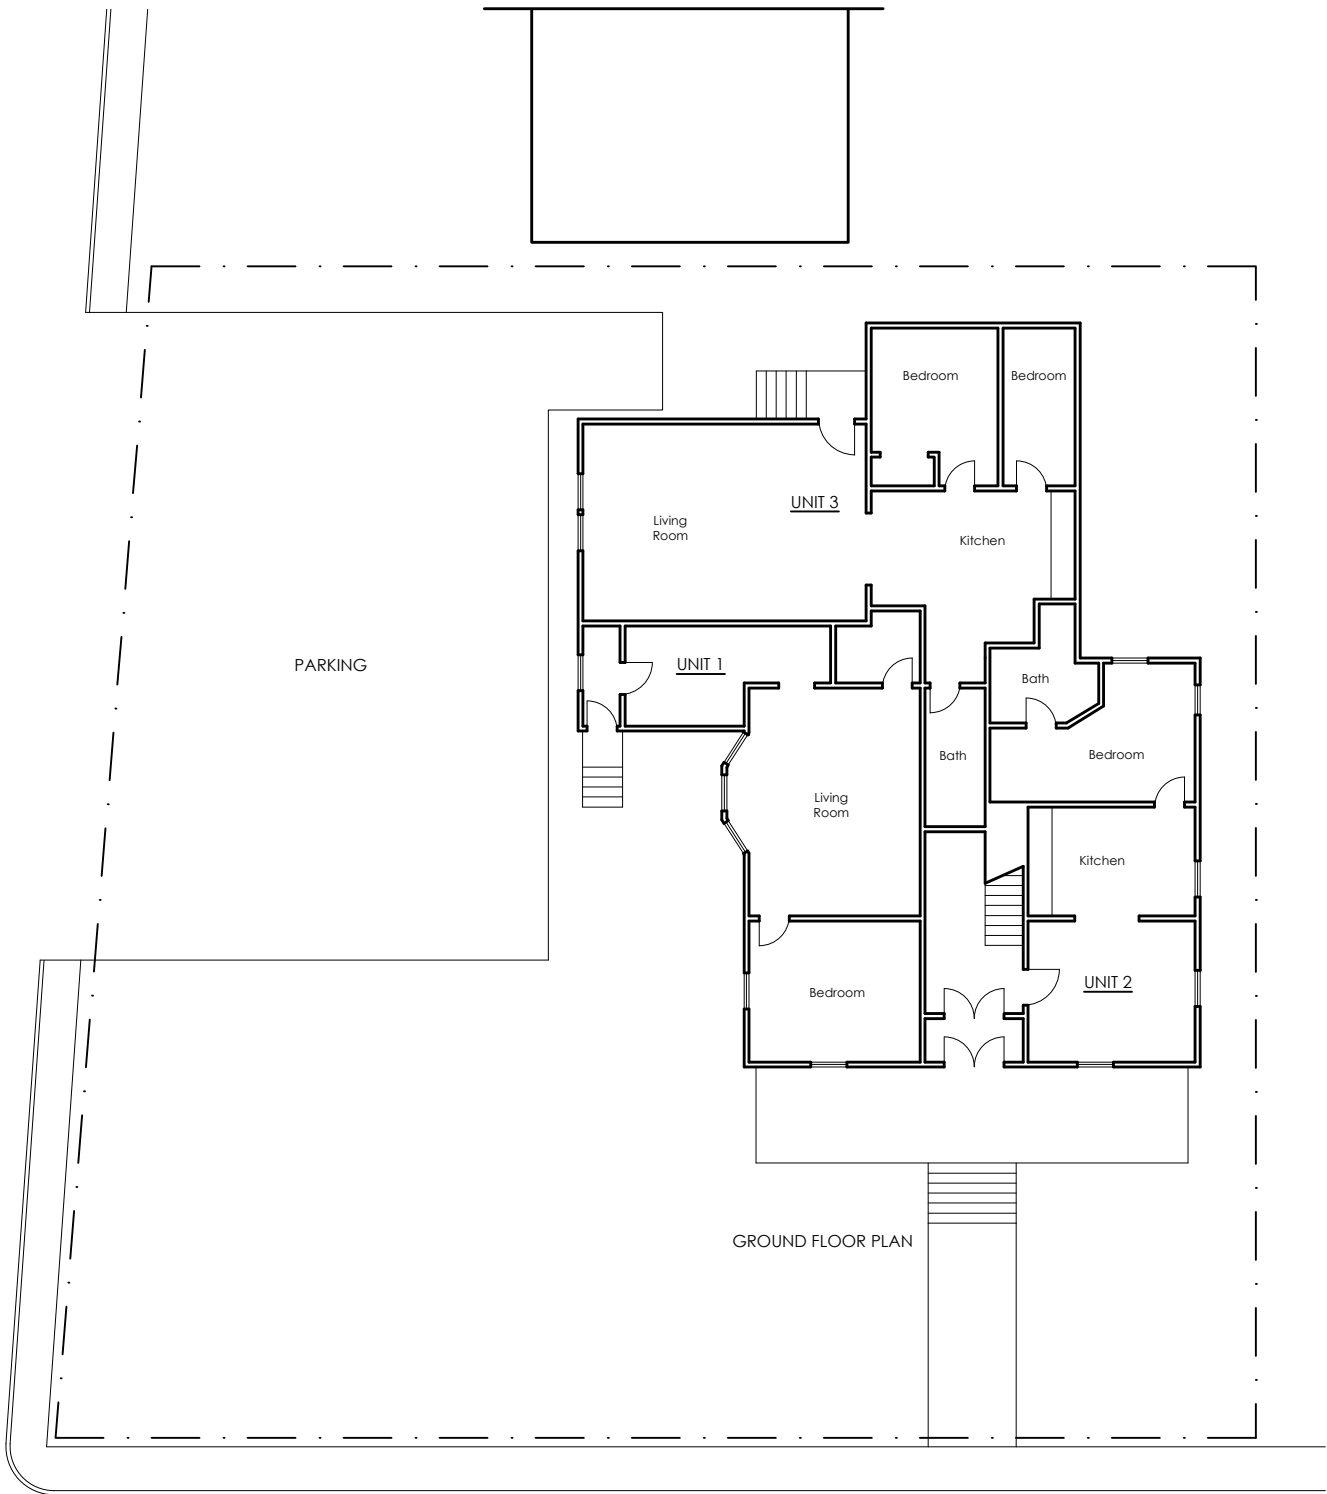 Bedroom
Bedroom
UNIT 3
Living
Room
Kitchen
PARKING
UNIT 1
Bath
Bath
Bedroom
Living
Room
Kitchen
Bedroom
UNIT 2
GROUND FLOOR PLAN